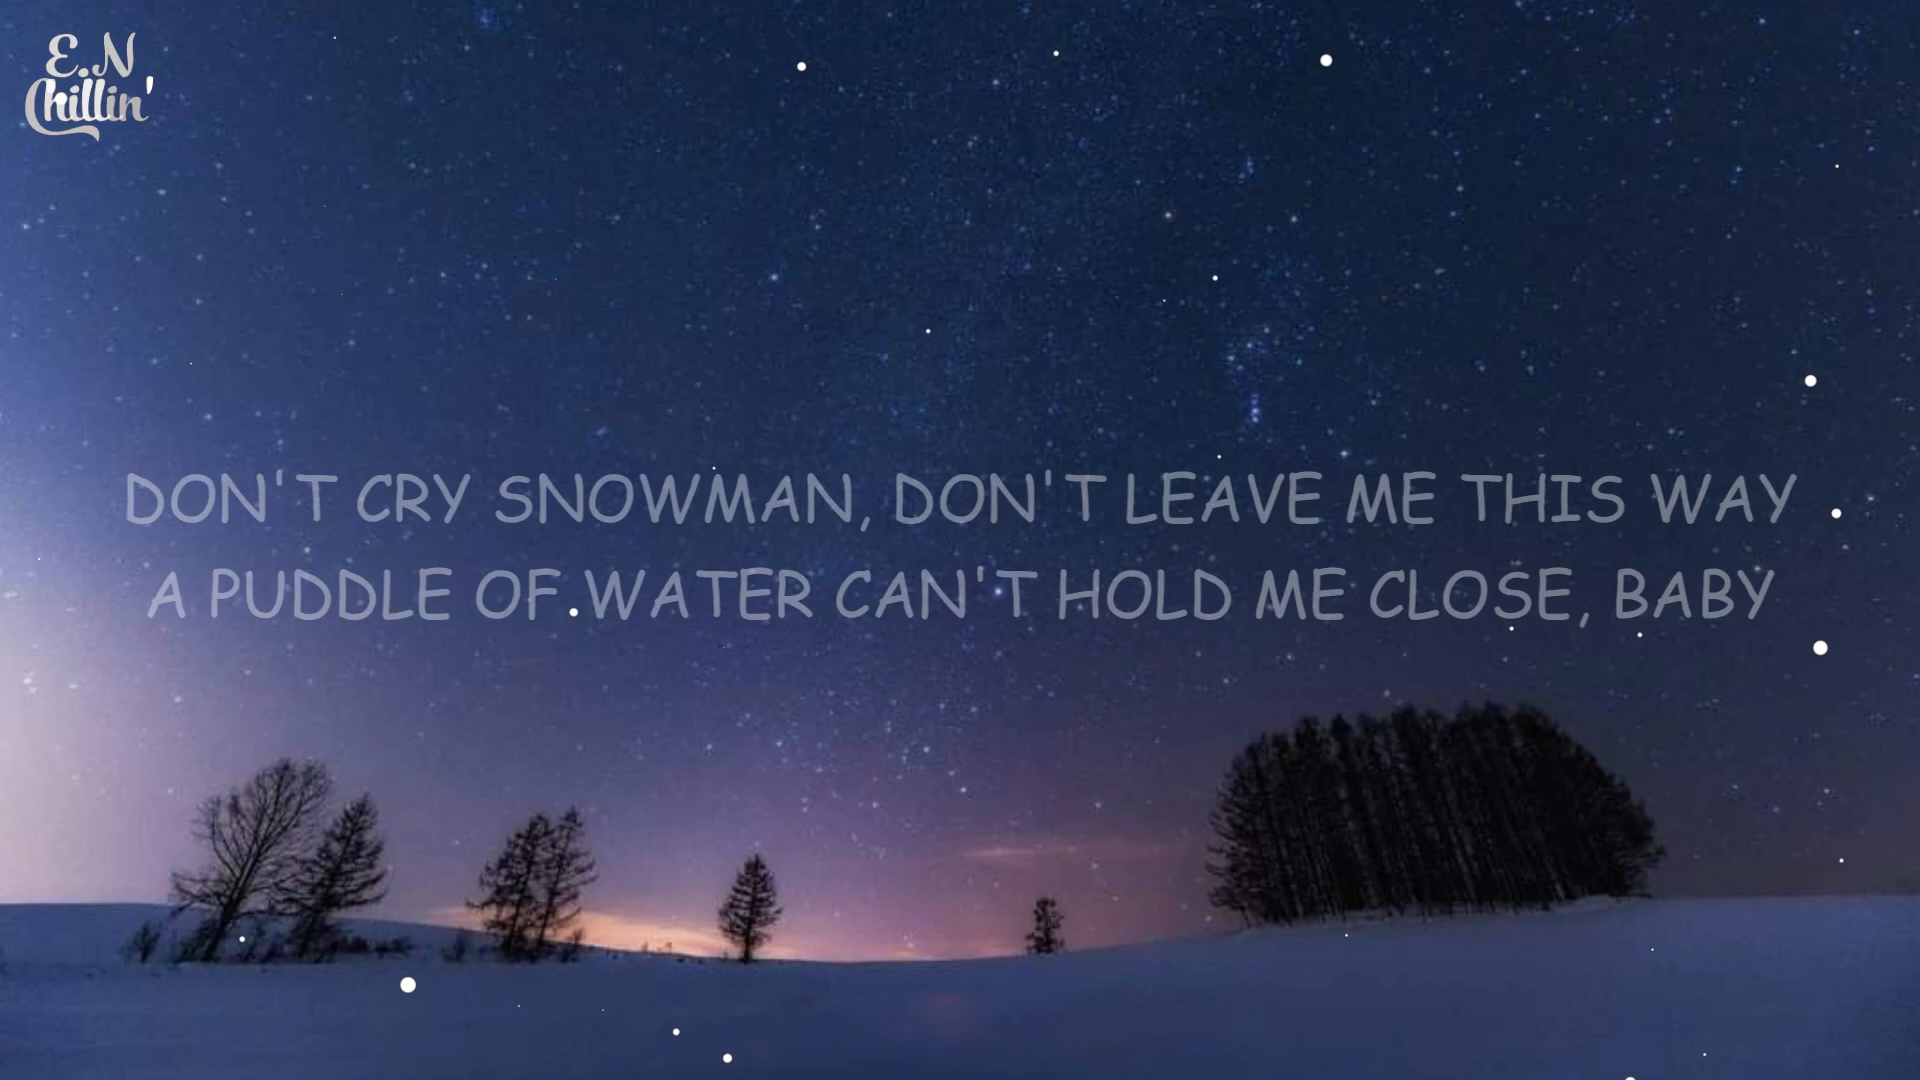 E.N
Chillin'
DON'T CRY SNOWMAN, DON'T LEAVE ME THIS WAY
A PUDDLE OF WATER CAN'T HOLD ME CLOSE, BABY